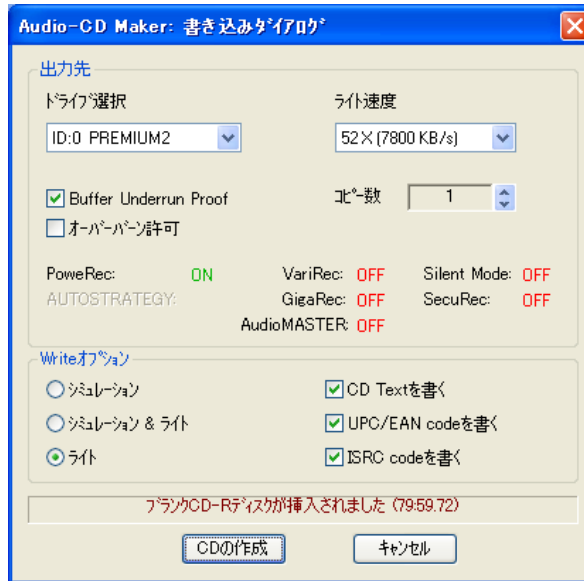 Audio-CD Maker: 書き込みﾀﾞｲｱﾛｸﾞ
出力先
ﾄﾞﾗｲﾌﾞ選択 ﾗｲﾄ速度
ID:0 PREMIUM2 52X (7800 KB/s)
Buffer Underrun Proof ｺﾋﾟｰ数 1
ｵｰﾊﾞｰﾊﾞｰﾝ許可
PoweRec: ON VariRec: OFF Silent Mode: OFF
AUTOSTRATEGY: GigaRec: OFF SecuRec: OFF
AudioMASTER: OFF
Writeｵﾌﾟｼｮﾝ
ｼﾐｭﾚｰｼｮﾝ CD Textを書く
ｼﾐｭﾚｰｼｮﾝ & ﾗｲﾄ UPC/EAN codeを書く
ﾗｲﾄ ISRC codeを書く
ﾌﾞﾗﾝｸCD-Rﾃﾞｨｽｸが挿入されました (79:59.72)
CDの作成 ｷｬﾝｾﾙ